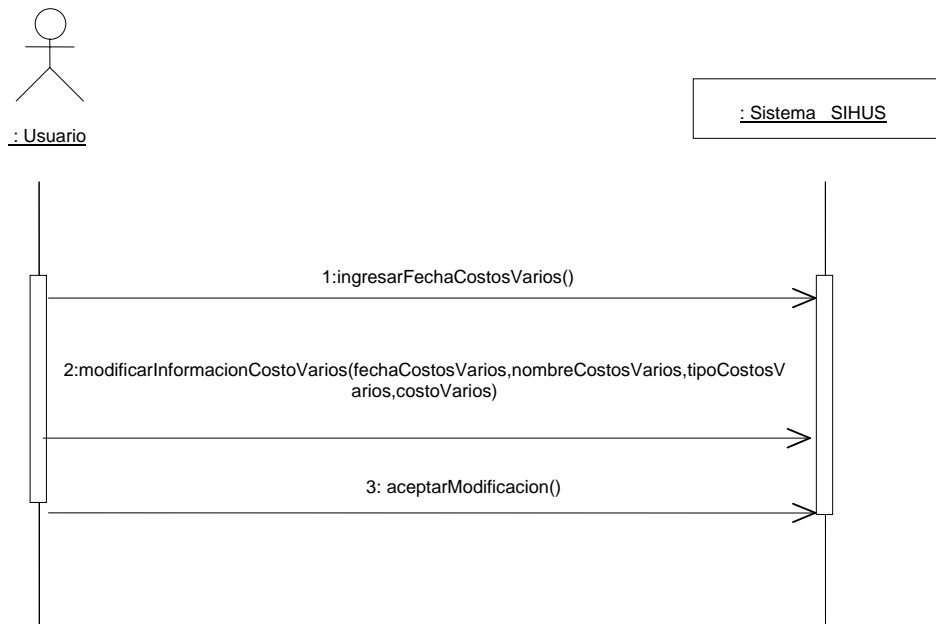 : Usuario
: Sistema SIHUS
1:ingresarFechaCostosVarios()
2:modificarInformacionCostoVarios(fechaCostosVarios,nombreCostosVarios,tipoCostosV
arios,costoVarios)
3: aceptarModificacion()